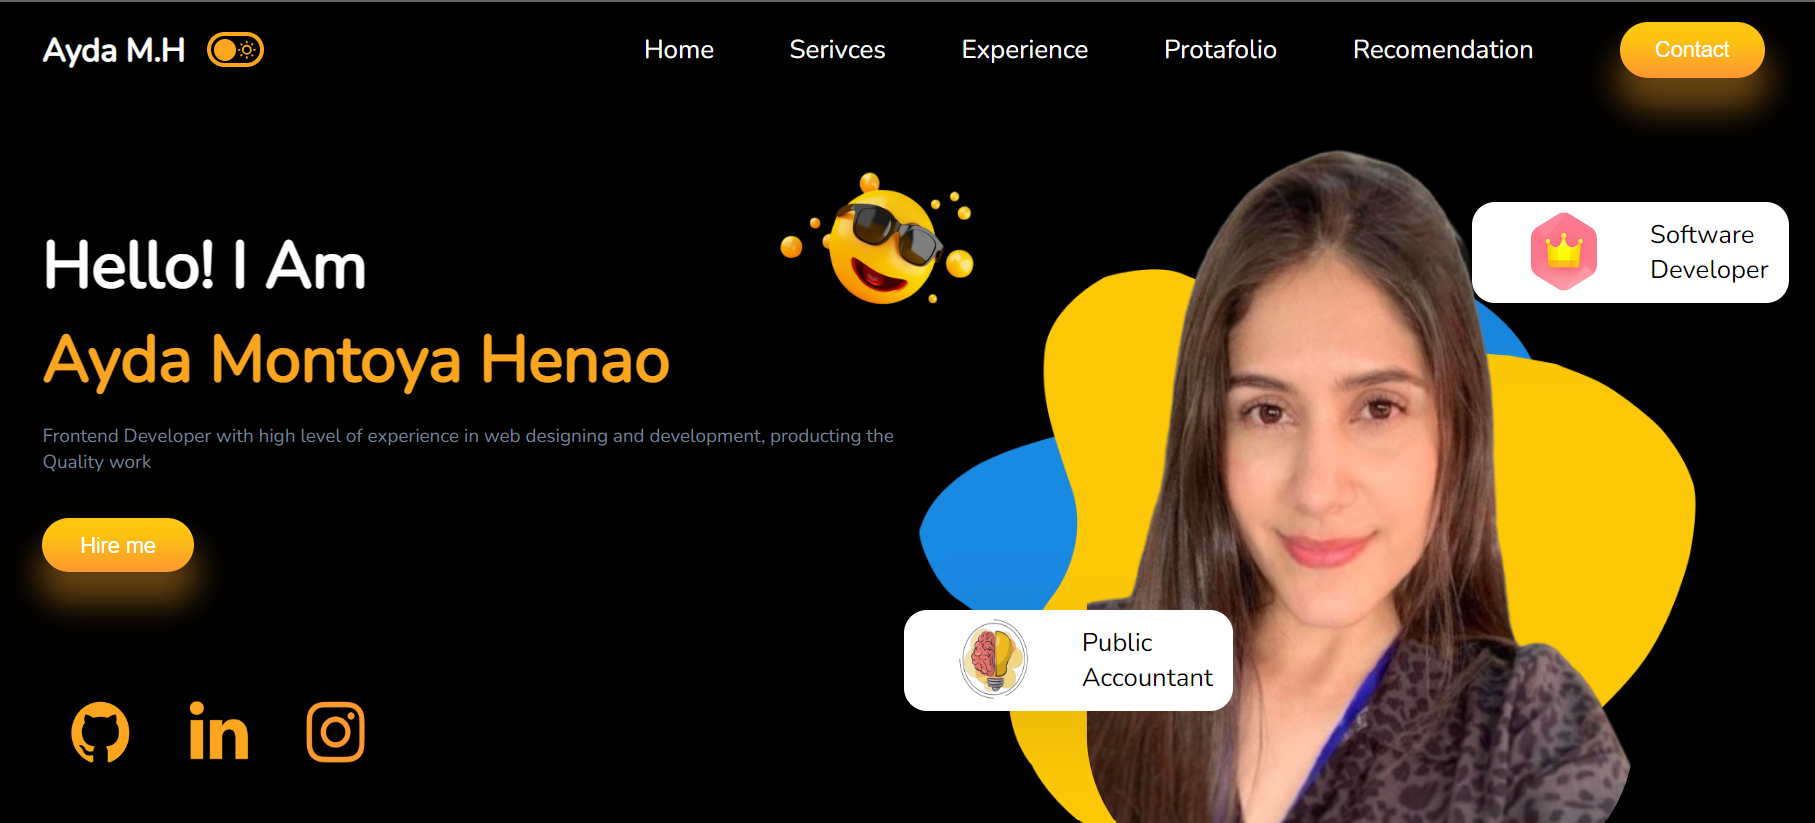 Ayda M.H
Home
Serivces
Experience
Protafolio
Recomendation
Contact
Hello! I Am
Ayda Montoya Henao
Frontend Developer with high level of experience in web designing and development, producting the
Quality work
Hire me
Software
Developer
Public
Accountant
in